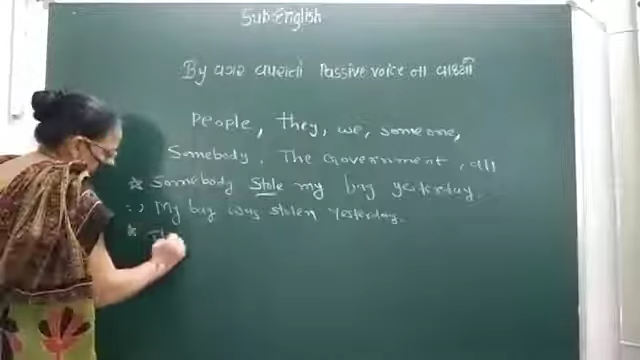 Sub:English
By વગર વપરાતાં Passive voice ના વાક્યો
People, they, we, someone,
Somebody, The Government, all
☆ Somebody Stole my bag yesterday.
:-> My bag was stolen yesterday.
*